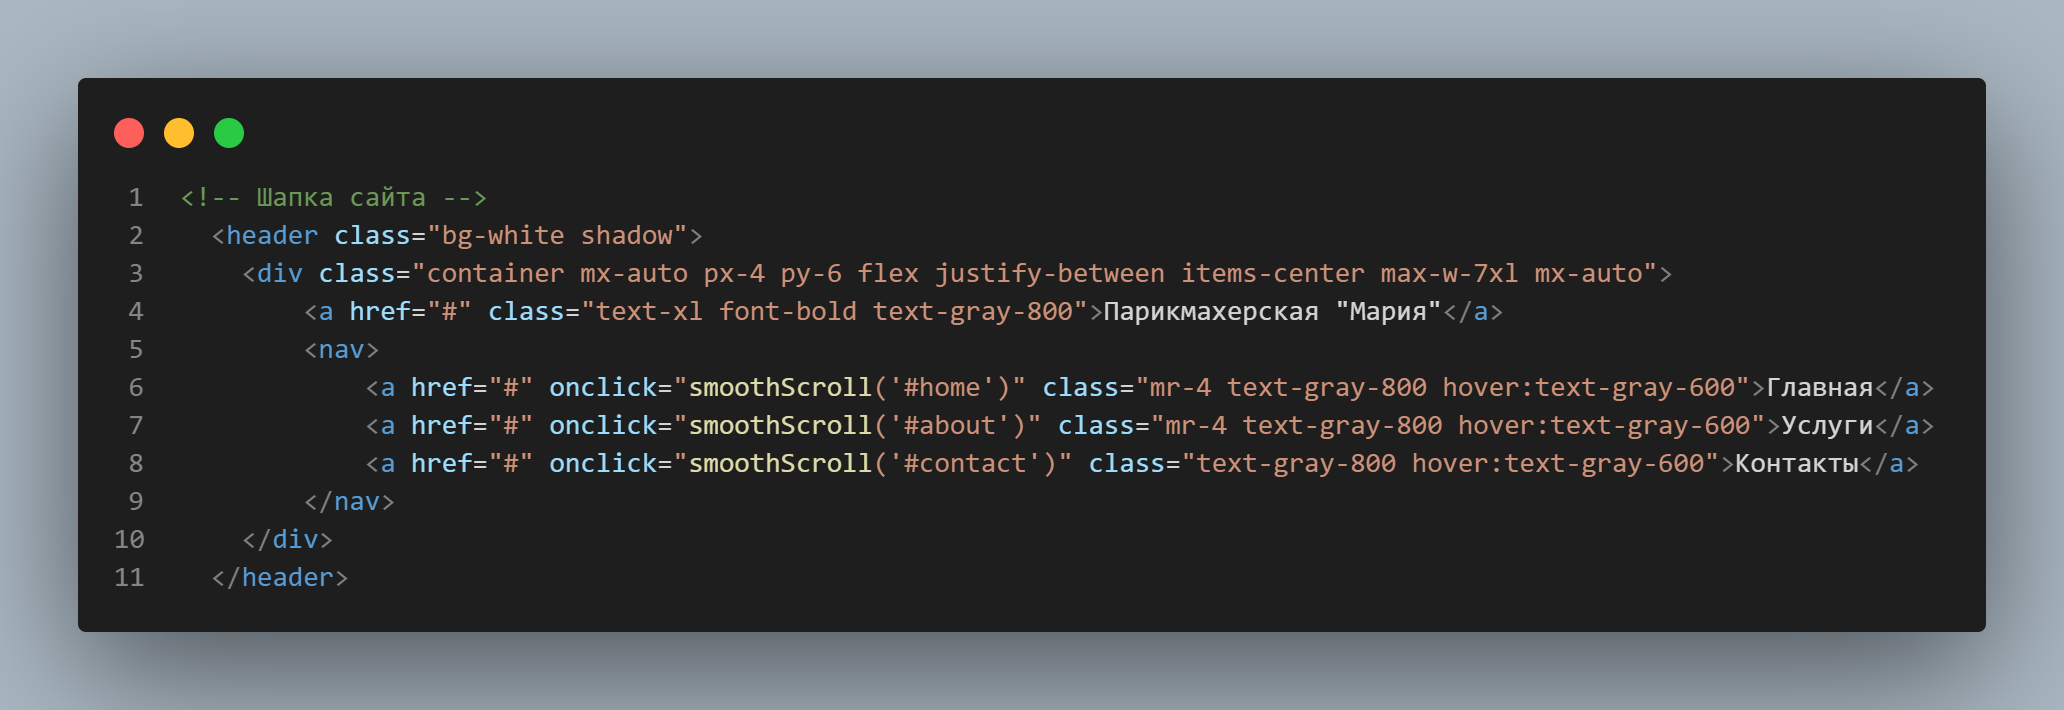 1 <!-- Шапка сайта -->
2 <header class="bg-white shadow">
3 <div class="container mx-auto px-4 py-6 flex justify-between items-center max-w-7xl mx-auto">
4 <a href="#" class="text-xl font-bold text-gray-800">Парикмахерская "Мария"</a>
5 <nav>
6 <a href="#" onclick="smoothScroll('#home')" class="mr-4 text-gray-800 hover:text-gray-600">Главная</a>
7 <a href="#" onclick="smoothScroll('#about')" class="mr-4 text-gray-800 hover:text-gray-600">Услуги</a>
8 <a href="#" onclick="smoothScroll('#contact')" class="text-gray-800 hover:text-gray-600">Контакты</a>
9 </nav>
10 </div>
11 </header>